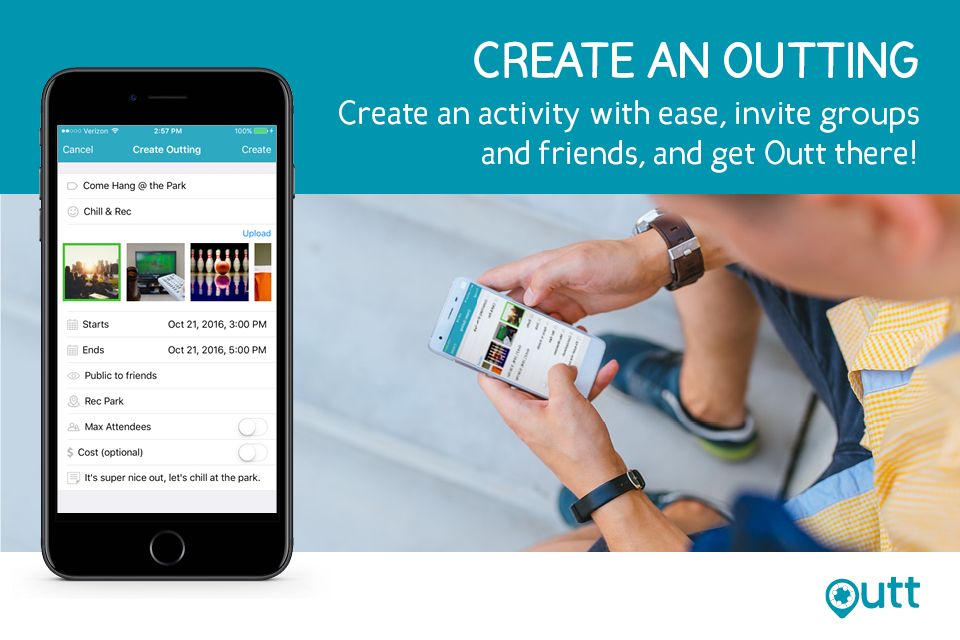 CREATE AN OUTTING
Create an activity with ease, invite groups
and friends, and get Outt there!
Verizon 2:57 PM 100%
Cancel Create Outting Create
Come Hang @ the Park
Chill & Rec
Upload
Starts Oct 21, 2016, 3:00 PM
Ends Oct 21, 2016, 5:00 PM
Public to friends
Rec Park
Max Attendees
$ Cost (optional)
It's super nice out, let's chill at the park.
Outt